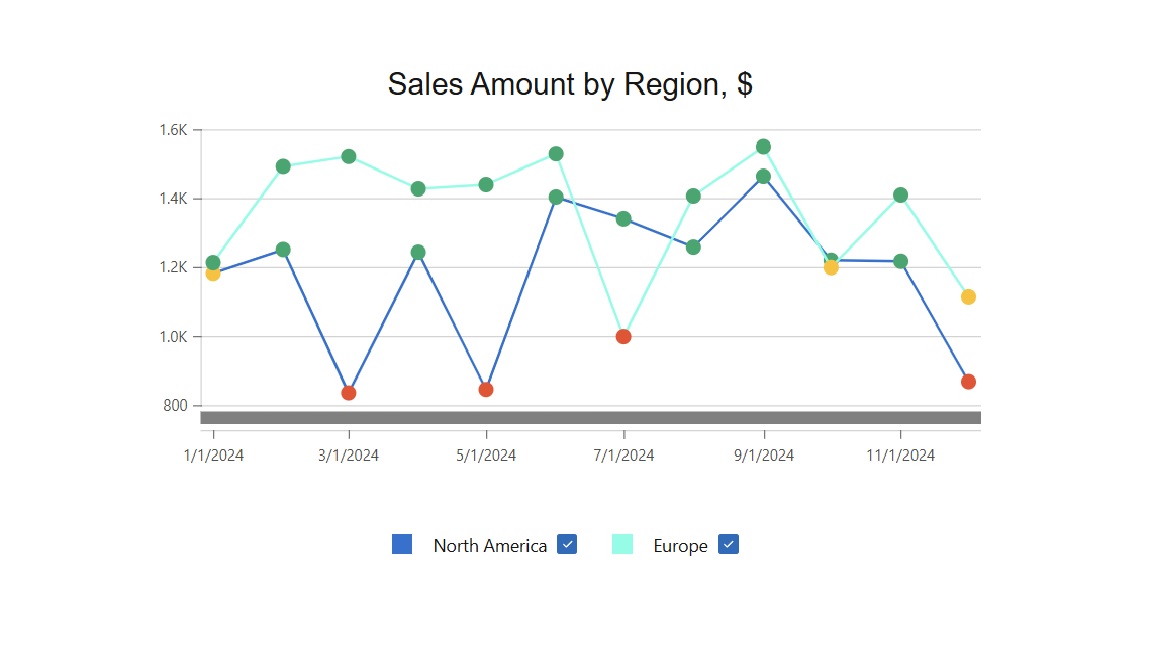 Sales Amount by Region, $
1.6K
1.4K
1.2K
1.0K
800
1/1/2024 3/1/2024 5/1/2024 7/1/2024 9/1/2024 11/1/2024
North America Europe